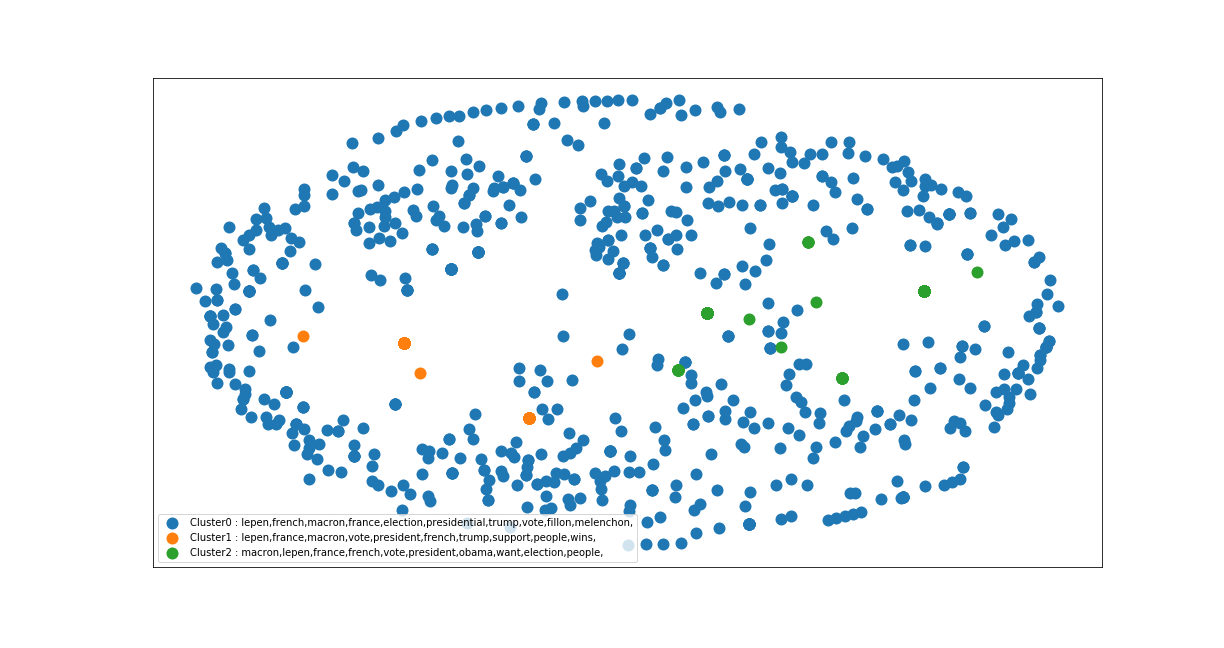 Cluster0 : lepen,french,macron,france,election,presidential,trump,vote,fillon,melenchon,
Cluster1 : lepen,france,macron,vote,president,french,trump,support,people,wins,
Cluster2 : macron,lepen,france,french,vote,president,obama,want,election,people,